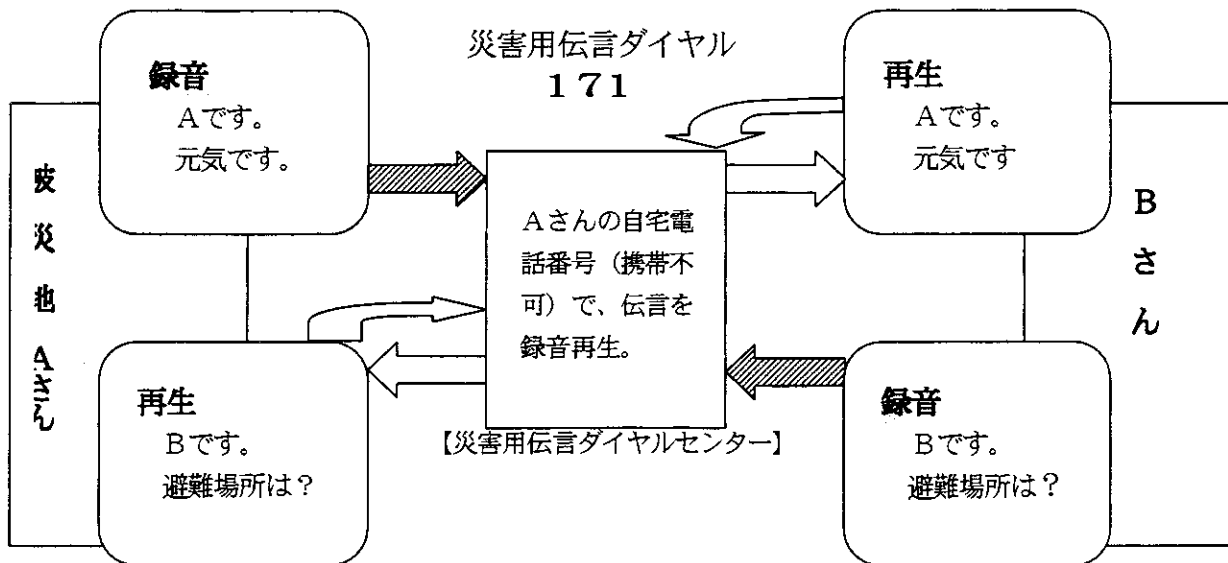 災害用伝言ダイヤル
171
録音
Aです。
元気です。
再生
Aです。
元気です
被災地 Aさん
Aさんの自宅電
話番号（携帯不
可）で、伝言を
録音再生。
Bさん
再生
Bです。
避難場所は？
【災害用伝言ダイヤルセンター】
録音
Bです。
避難場所は？